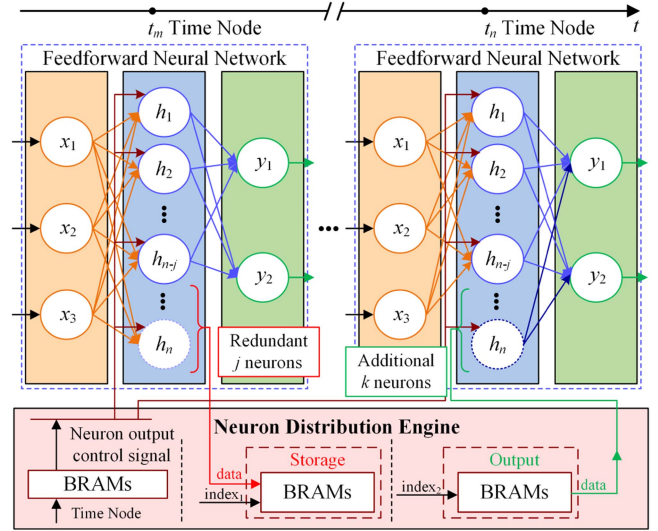 t_m Time Node
t_n Time Node
t
Feedforward Neural Network
Feedforward Neural Network
x_1
x_2
x_3
h_1
h_2
h_{n-j}
h_n
y_1
y_2
Redundant
j neurons
x_1
x_2
x_3
h_1
h_2
h_{n-j}
h_n
y_1
y_2
Additional
k neurons
Neuron Distribution Engine
Neuron output
control signal
BRAMs
Time Node
Storage
data
index_1
BRAMs
Output
index_2
BRAMs
data